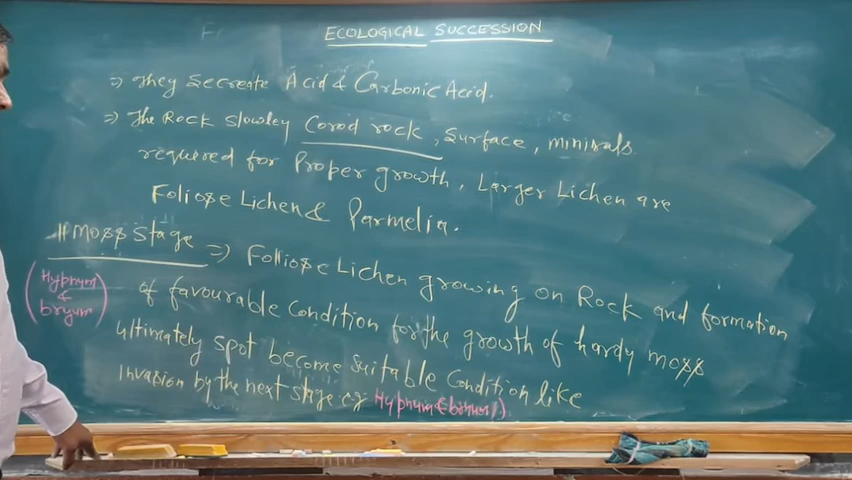 ECOLOGICAL SUCCESSION
⇒ They Secreate Acid & Carbonic Acid.
⇒ The Rock Slowley Corod rock, Surface, minirals
required for Proper growth, Larger Lichen are
Foliose Lichen & Parmelia.
II Moss Stage ⇒ Foliose Lichen growing on Rock and formation
(Hypnum
&
bryum)
of favourable Condition for the growth of hardy moss
ultimately spot become Suitable Condition like
Invasion by the next stage eg Hypnum &